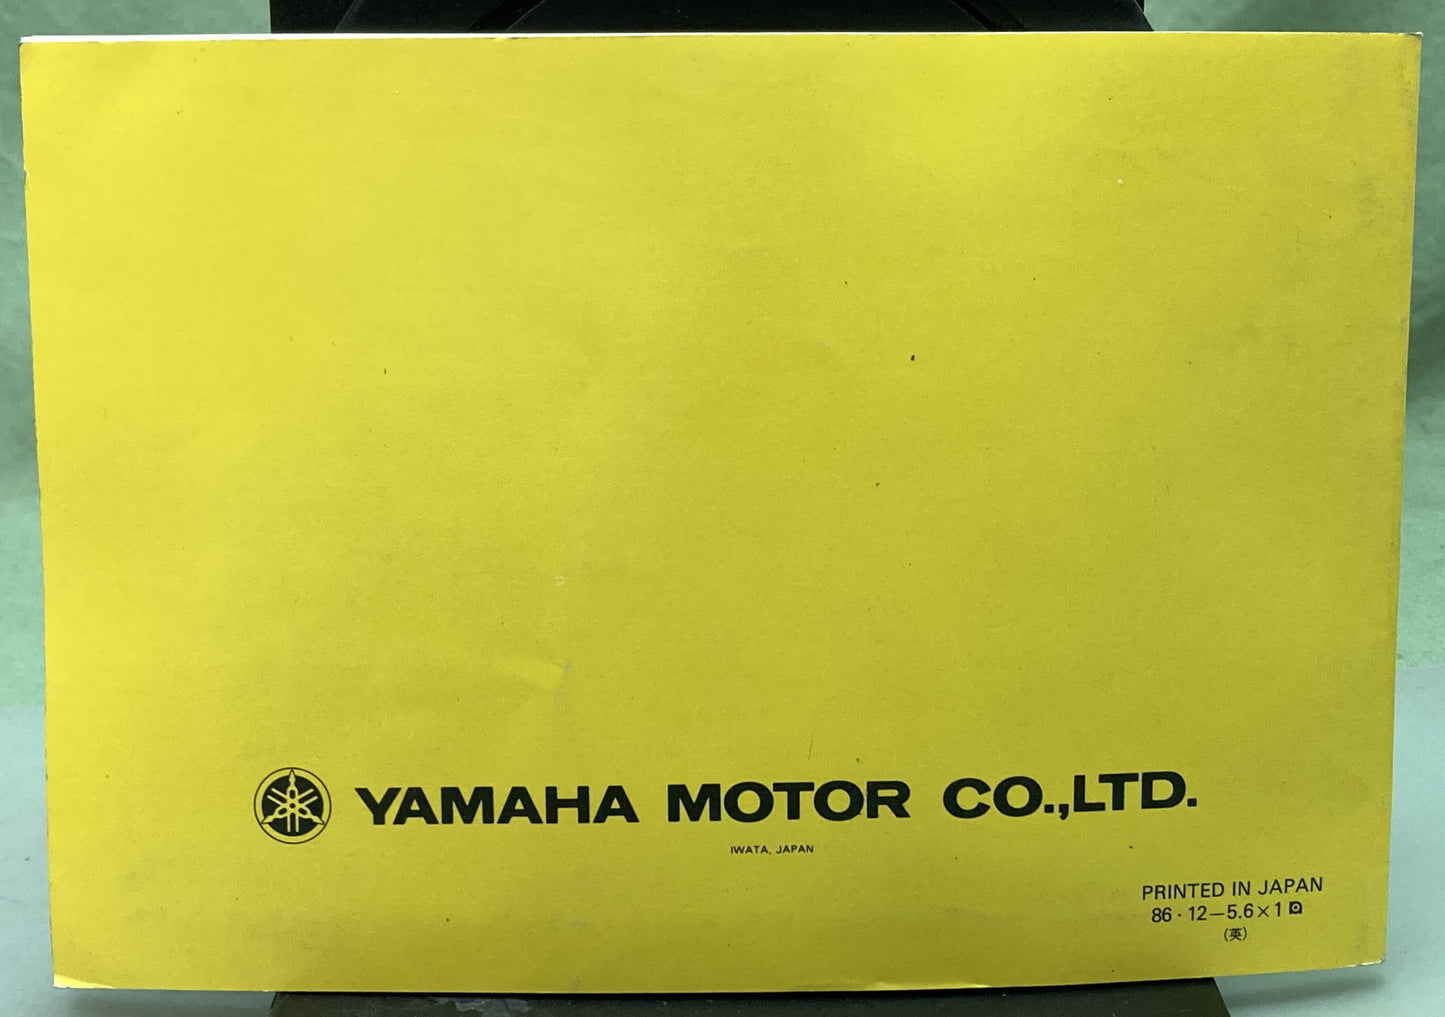 YAMAHA MOTOR CO.,LTD.
IWATA, JAPAN
PRINTED IN JAPAN
86・12－5.6×1
(英)